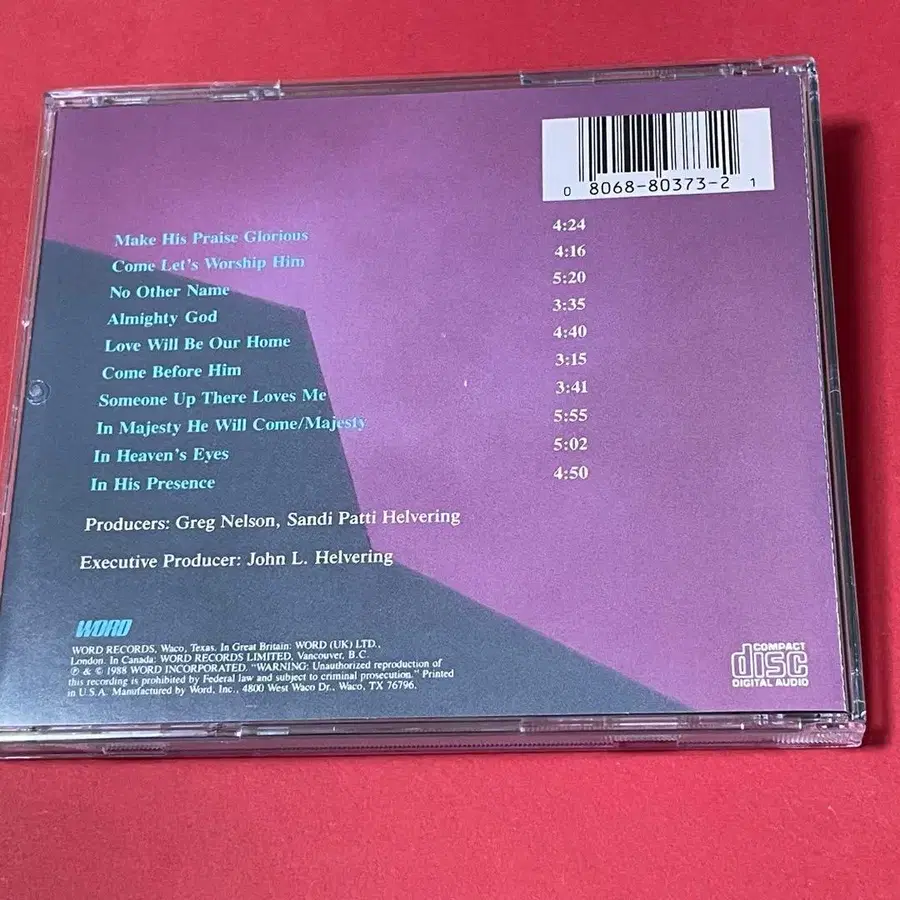 0 8068-80373-2 1
Make His Praise Glorious 4:24
Come Let's Worship Him 4:16
No Other Name 5:20
Almighty God 3:35
Love Will Be Our Home 4:40
Come Before Him 3:15
Someone Up There Loves Me 3:41
In Majesty He Will Come/Majesty 5:55
In Heaven's Eyes 5:02
In His Presence 4:50
Producers: Greg Nelson, Sandi Patti Helvering
Executive Producer: John L. Helvering
WORD
WORD RECORDS, Waco, Texas. In Great Britain: WORD (UK) LTD.,
London. In Canada: WORD RECORDS LIMITED, Vancouver, B.C.
℗ & © 1988 WORD INCORPORATED. "WARNING: Unauthorized reproduction of
this recording is prohibited by Federal law and subject to criminal prosecution." Printed
in U.S.A. Manufactured by Word, Inc., 4800 West Waco Dr., Waco, TX 76796.
COMPACT
disc
DIGITAL AUDIO